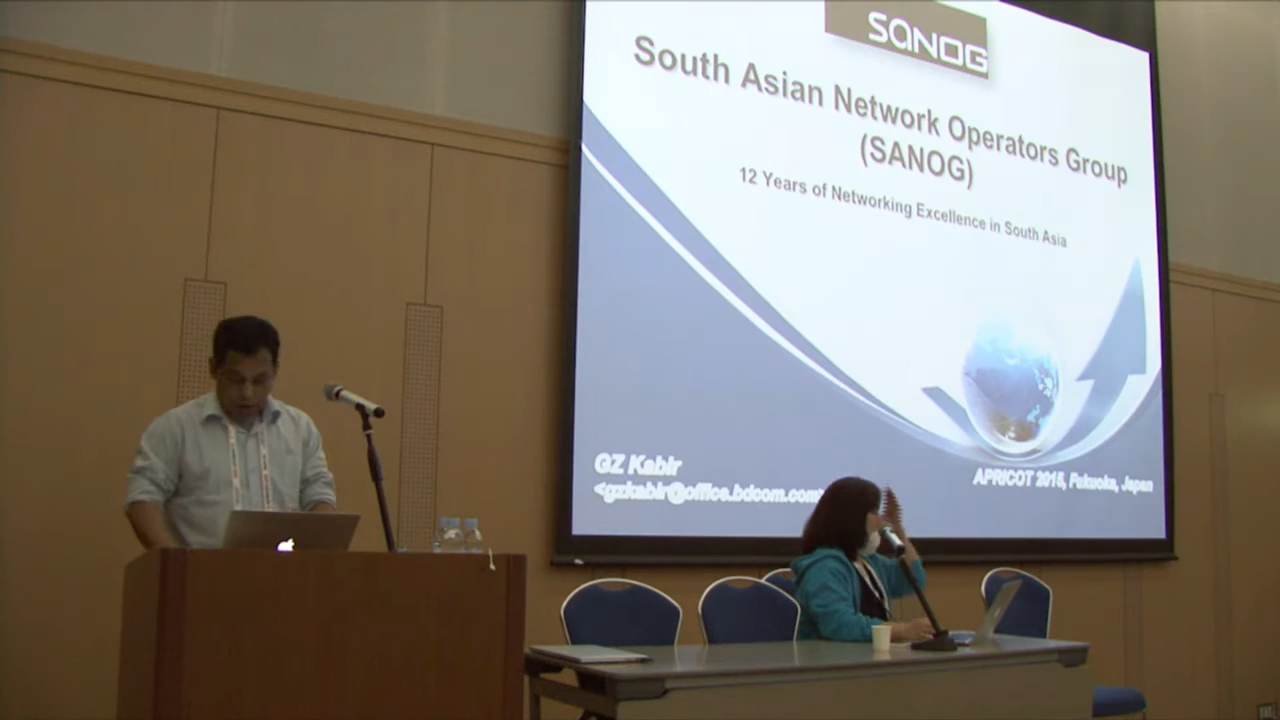 SANOG
South Asian Network Operators Group
(SANOG)
12 Years of Networking Excellence in South Asia
GZ Kabir
<gzkabir@office.bdcom.com>
APRICOT 2015, Fukuoka, Japan